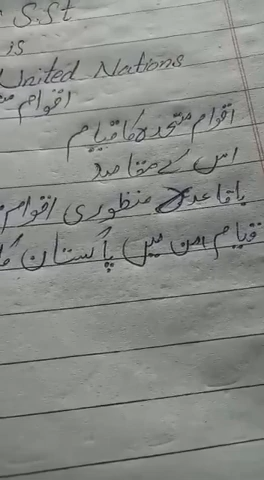 S.St
is
United Nations
اقوام
اقوام متحدہ کا قیام
اس کے مقاصد
باقاعدہ منظوری اقوام
قیام امن میں پاکستان کا